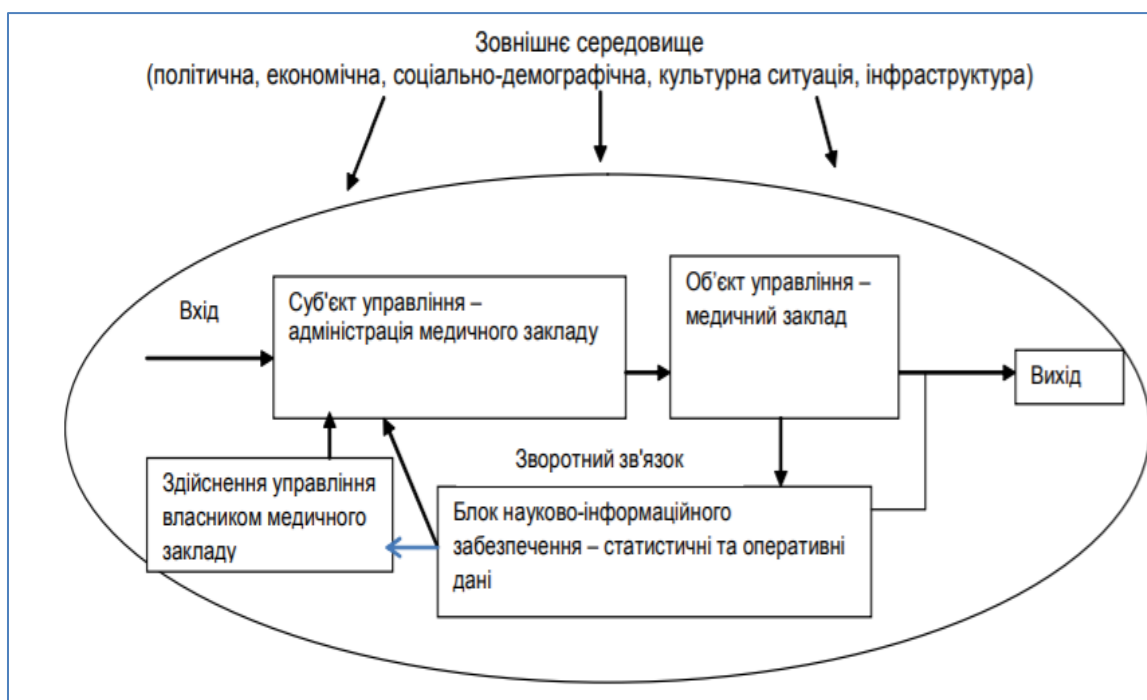 Зовнішнє середовище
(політична, економічна, соціально-демографічна, культурна ситуація, інфраструктура)
Вхід
Суб'єкт управління –
адміністрація медичного закладу
Об'єкт управління –
медичний заклад
Вихід
Зворотний зв'язок
Здійснення управління
власником медичного
закладу
Блок науково-інформаційного
забезпечення – статистичні та оперативні
дані